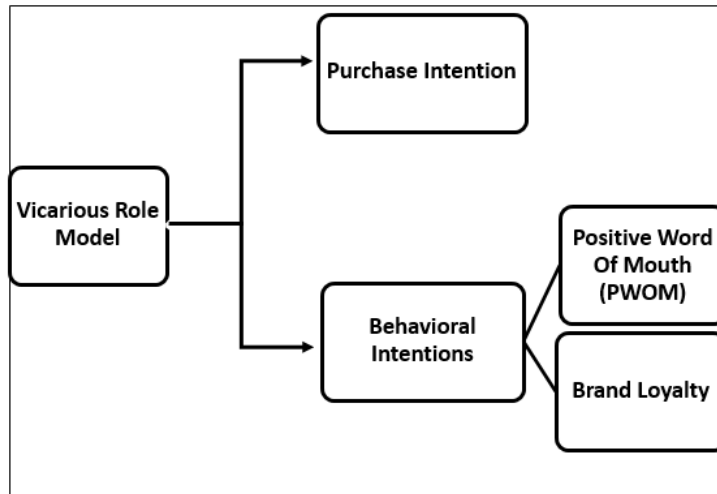 Purchase Intention
Vicarious Role
Model
Positive Word
Of Mouth
(PWOM)
Behavioral
Intentions
Brand Loyalty